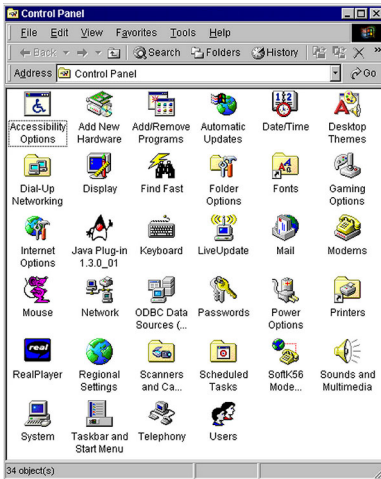 Control Panel
File Edit View Favorites Tools Help
Back Search Folders History »
Address Control Panel Go
Accessibility Options
Add New Hardware
Add/Remove Programs
Automatic Updates
Date/Time
Desktop Themes
Dial-Up Networking
Display
Find Fast
Folder Options
Fonts
Gaming Options
Internet Options
Java Plug-in 1.3.0_01
Keyboard
LiveUpdate
Mail
Modems
Mouse
Network
ODBC Data Sources (...
Passwords
Power Options
Printers
real
RealPlayer
Regional Settings
Scanners and Ca...
Scheduled Tasks
SoftK56 Mode...
Sounds and Multimedia
System
Taskbar and Start Menu
Telephony
Users
34 object(s)